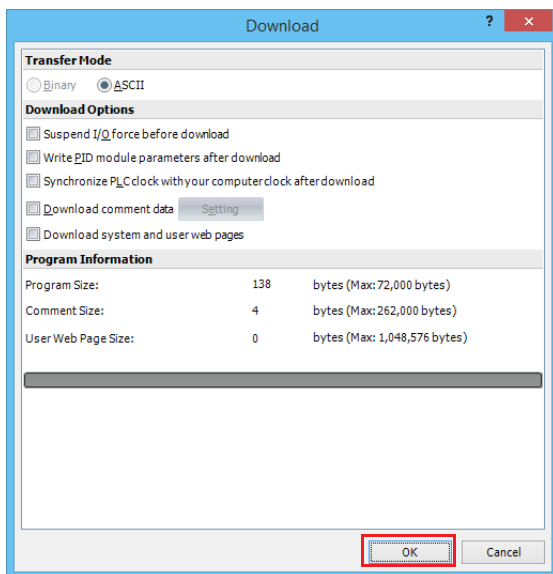 Download
? ×
Transfer Mode
Binary ASCII
Download Options
Suspend I/O force before download
Write PID module parameters after download
Synchronize PLC clock with your computer clock after download
Download comment data Setting
Download system and user web pages
Program Information
Program Size: 138 bytes (Max: 72,000 bytes)
Comment Size: 4 bytes (Max: 262,000 bytes)
User Web Page Size: 0 bytes (Max: 1,048,576 bytes)
OK Cancel